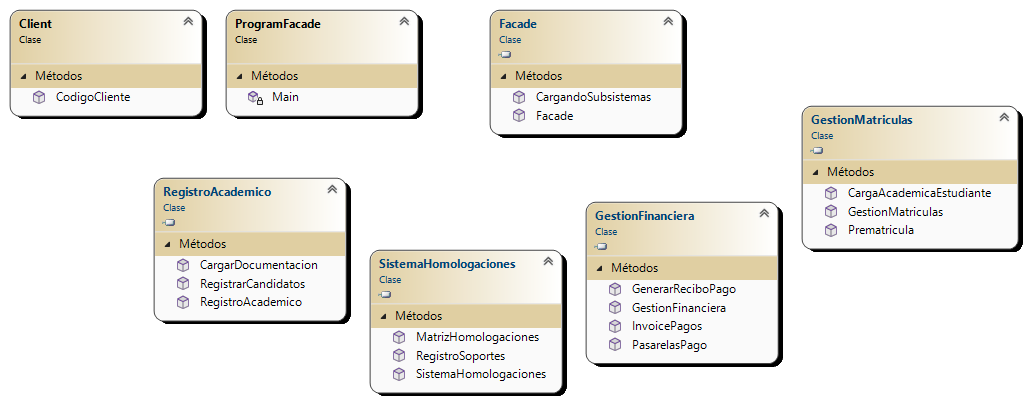 Client
Clase
Métodos
CodigoCliente
ProgramFacade
Clase
Métodos
Main
Facade
Clase
Métodos
CargandoSubsistemas
Facade
GestionMatriculas
Clase
Métodos
CargaAcademicaEstudiante
GestionMatriculas
Prematricula
RegistroAcademico
Clase
Métodos
CargarDocumentacion
RegistrarCandidatos
RegistroAcademico
SistemaHomologaciones
Clase
Métodos
MatrizHomologaciones
RegistroSoportes
SistemaHomologaciones
GestionFinanciera
Clase
Métodos
GenerarReciboPago
GestionFinanciera
InvoicePagos
PasarelasPago